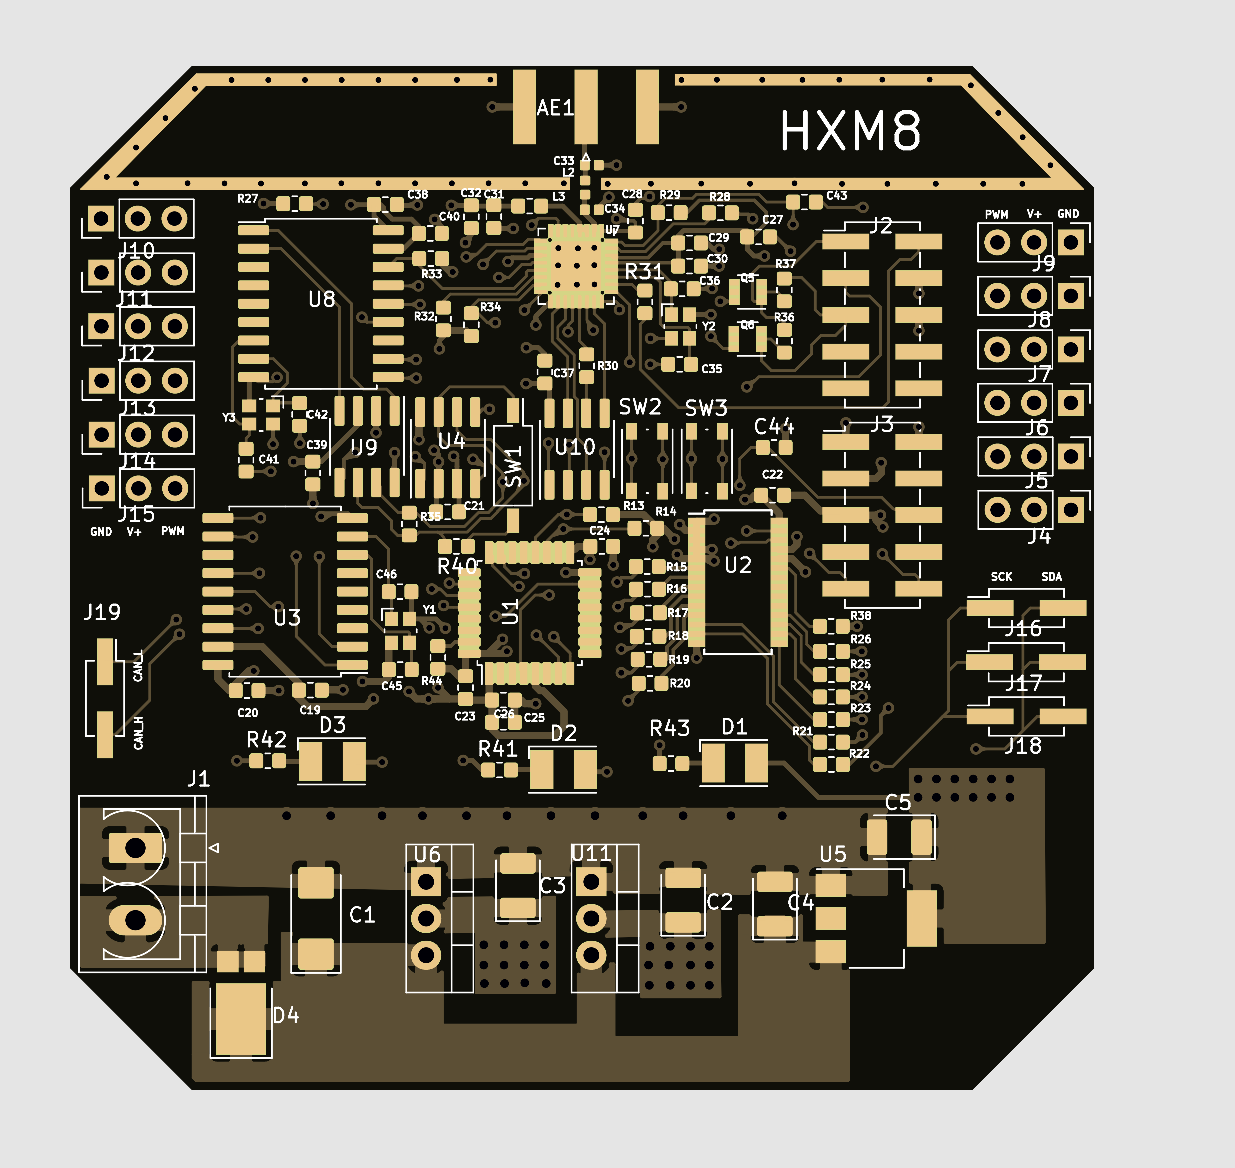 AE1
HXM8
C33
L2
R27
C38
C32
C31
L3
C34
C28
R29
R28
C43
C40
U7
C27
PWM V+ GND
J2
J10
R33
C29
C30
R31
C36
Q5
R37
J9
J11
U8
R32
R34
Y2
Q6
R36
J8
J12
C37
R30
C35
J7
J13
Y3
C42
SW2
SW3
C39
U9
U4
SW1
U10
C44
J3
J6
J14
C41
C22
J5
J15
GND V+ PWM
R35
C21
R13
R14
C24
J4
R40
R15
U2
C46
R16
SCK SDA
J19
U3
Y1
U1
R17
R18
R38
R26
J16
CAN_L
C45
R44
R19
R20
R25
R24
J17
CAN_H
C20
C19
C23
C26
C25
R23
R21
R22
J18
R42
D3
R41
D2
R43
D1
J1
C5
U6
U11
U5
C1
C3
C2
C4
D4